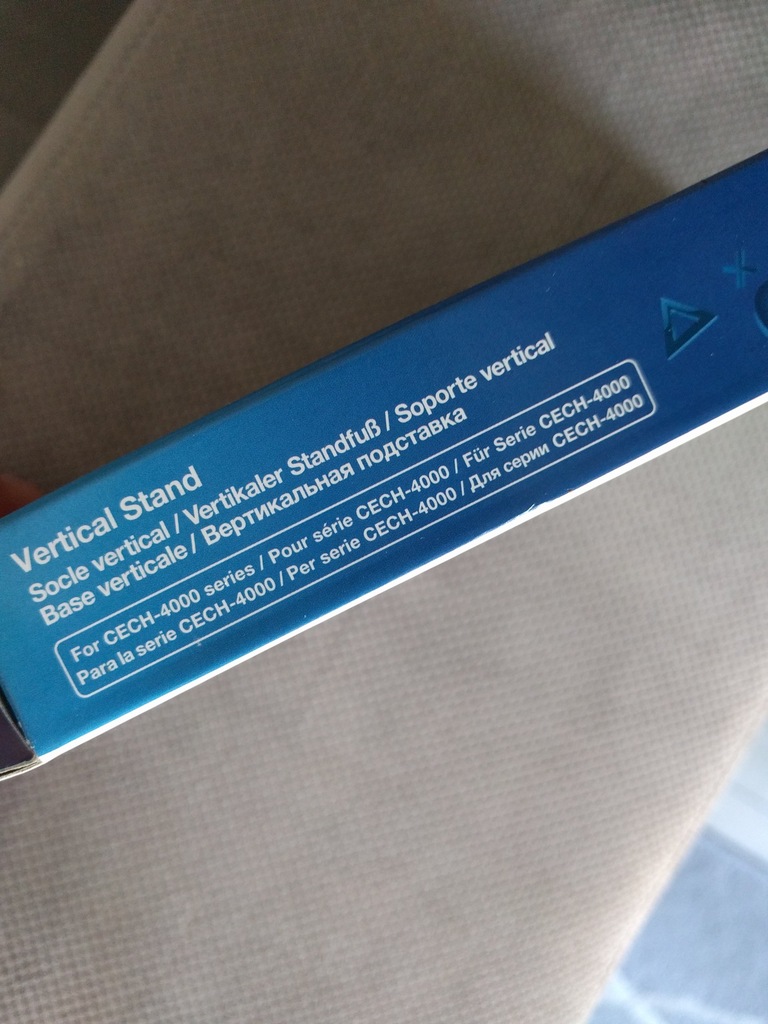 Vertical Stand
Socle vertical / Vertikaler Standfuß / Soporte vertical
Base verticale / Вертикальная подставка
For CECH-4000 series / Pour série CECH-4000 / Für Serie CECH-4000
Para la serie CECH-4000 / Per serie CECH-4000 / Для серии CECH-4000